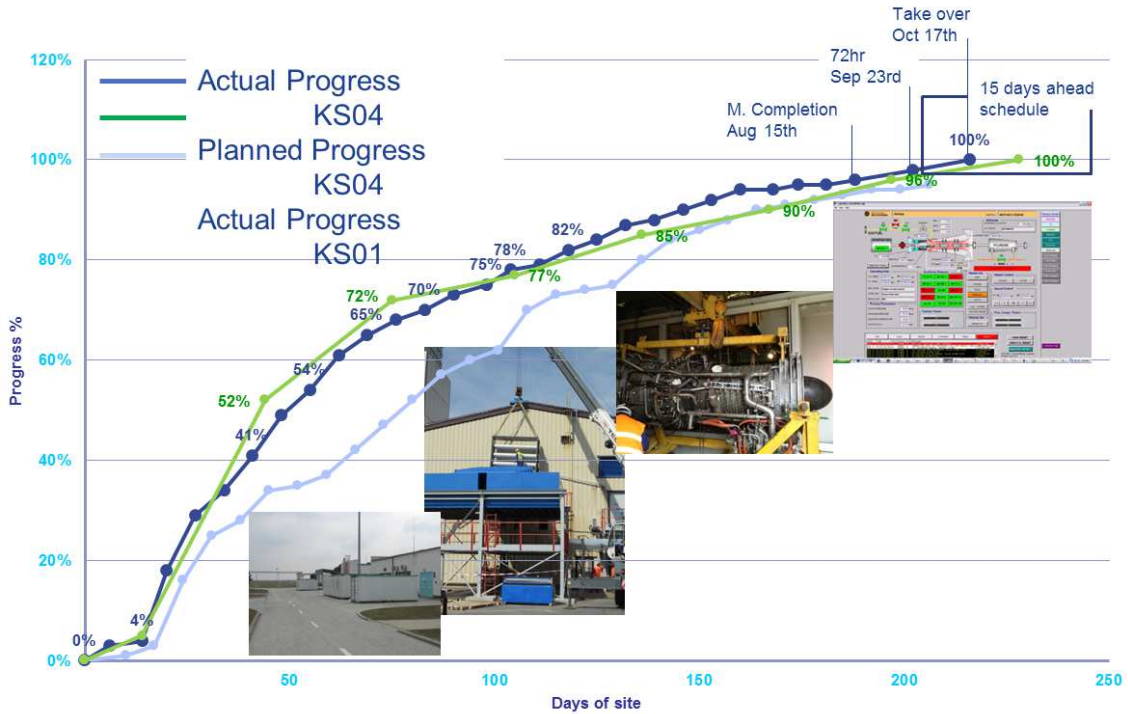 Take over
Oct 17th
72hr
Sep 23rd
15 days ahead
schedule
M. Completion
Aug 15th
Actual Progress
KS04
Planned Progress
KS04
Actual Progress
KS01
120%
100%
80%
60%
40%
20%
0%
Progress %
0%
4%
41%
54%
65%
70%
75%
78%
82%
100%
52%
72%
77%
85%
90%
96%
100%
50
100
150
200
250
Days of site